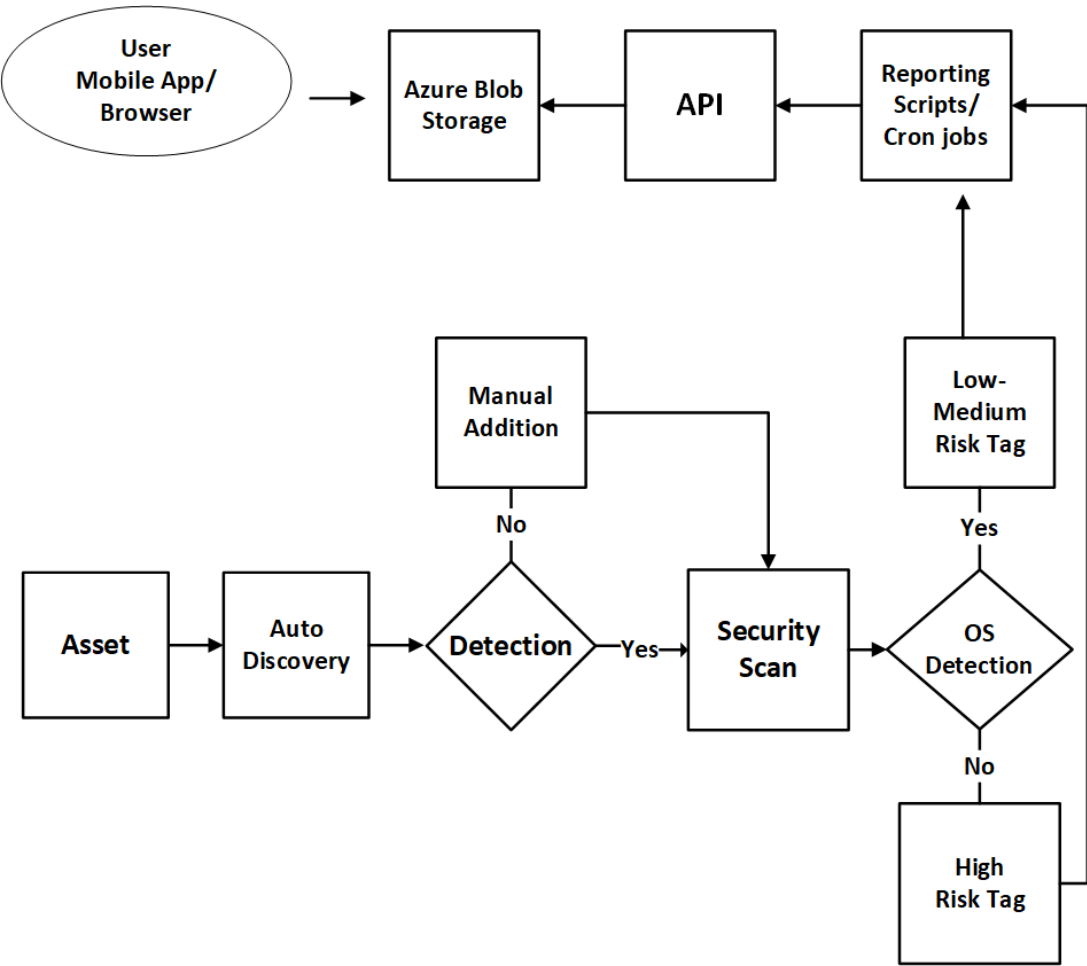 User
Mobile App/
Browser
Azure Blob
Storage
API
Reporting
Scripts/
Cron jobs
Manual
Addition
Low-
Medium
Risk Tag
No
Yes
Asset
Auto
Discovery
Detection
Yes
Security
Scan
OS
Detection
No
High
Risk Tag